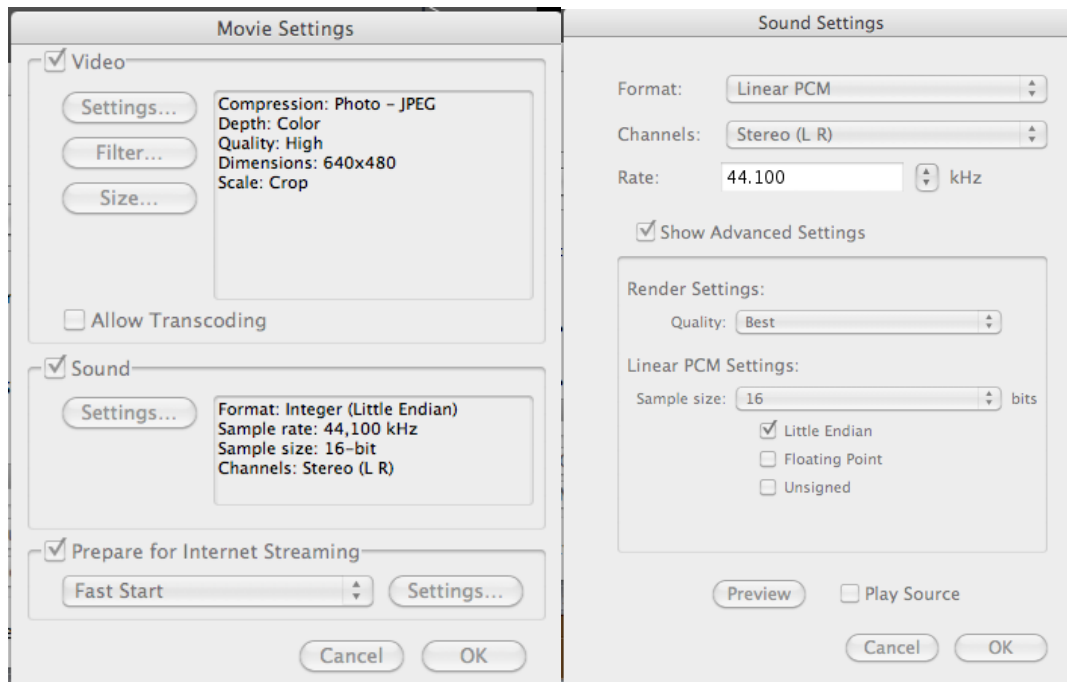 Movie Settings
Video
Settings...
Filter...
Size...
Compression: Photo - JPEG
Depth: Color
Quality: High
Dimensions: 640x480
Scale: Crop
Allow Transcoding
Sound
Settings...
Format: Integer (Little Endian)
Sample rate: 44,100 kHz
Sample size: 16-bit
Channels: Stereo (L R)
Prepare for Internet Streaming
Fast Start
Settings...
Cancel
OK
Sound Settings
Format: Linear PCM
Channels: Stereo (L R)
Rate: 44.100 kHz
Show Advanced Settings
Render Settings:
Quality: Best
Linear PCM Settings:
Sample size: 16 bits
Little Endian
Floating Point
Unsigned
Preview
Play Source
Cancel
OK